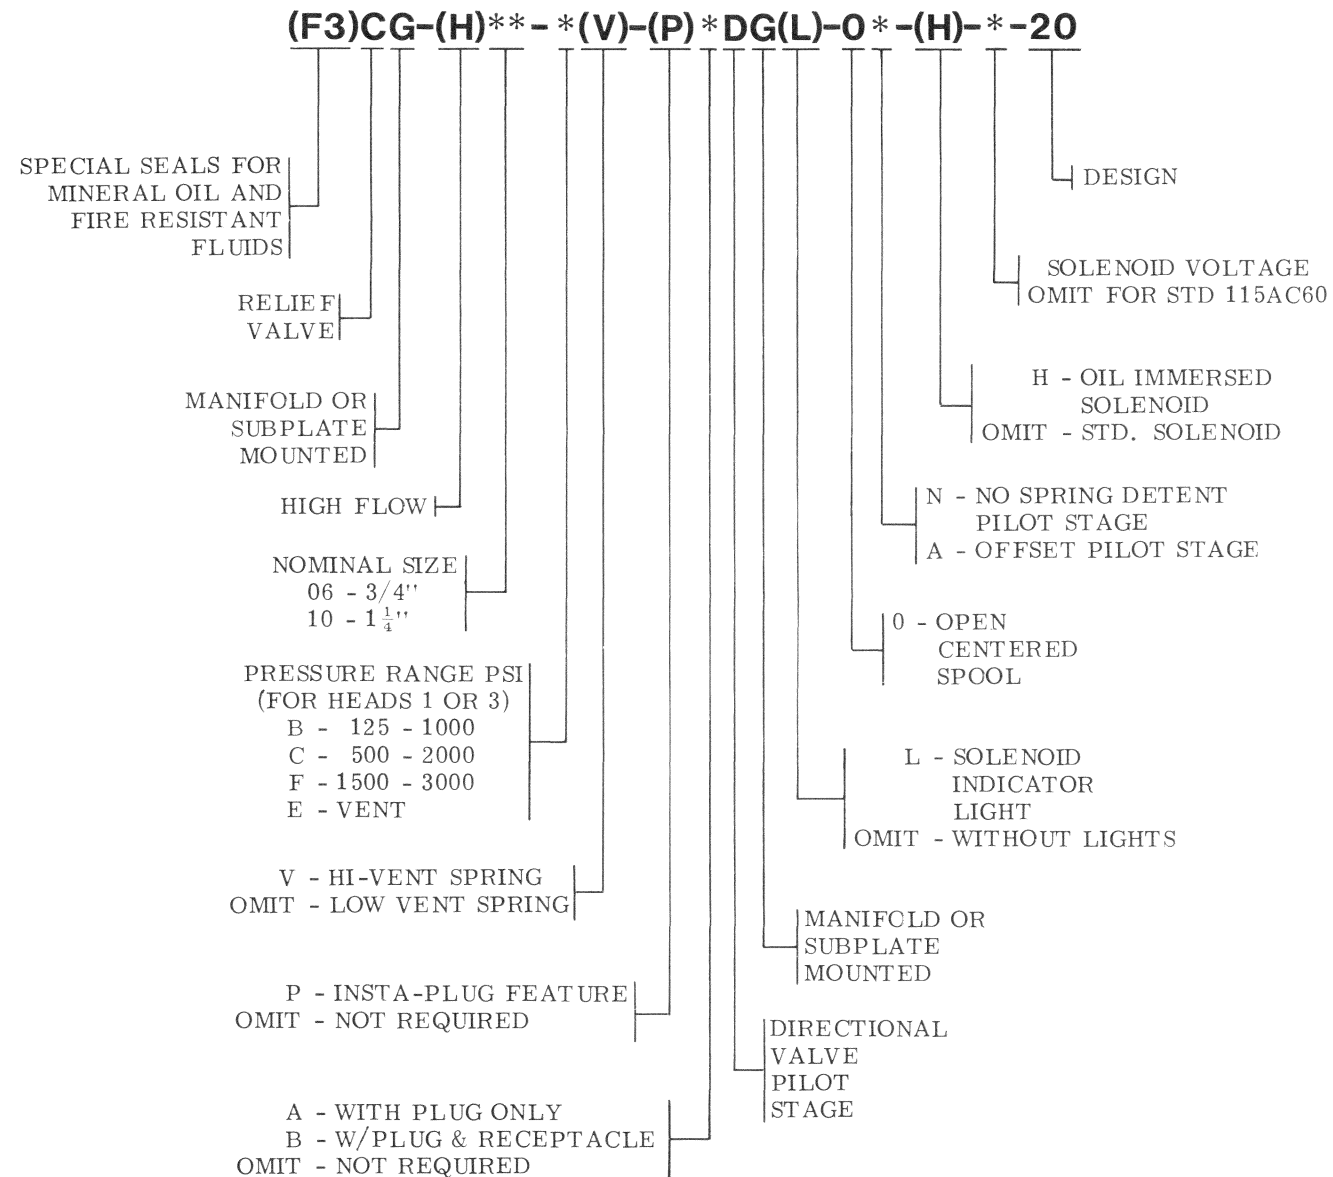 (F3)CG-(H)**-*(V)-(P)*DG(L)-0*-(H)-*-20
SPECIAL SEALS FOR
MINERAL OIL AND
FIRE RESISTANT
FLUIDS
RELIEF
VALVE
MANIFOLD OR
SUBPLATE
MOUNTED
HIGH FLOW
NOMINAL SIZE
06 - 3/4''
10 - 1 1/4''
PRESSURE RANGE PSI
(FOR HEADS 1 OR 3)
B - 125 - 1000
C - 500 - 2000
F - 1500 - 3000
E - VENT
V - HI-VENT SPRING
OMIT - LOW VENT SPRING
P - INSTA-PLUG FEATURE
OMIT - NOT REQUIRED
A - WITH PLUG ONLY
B - W/PLUG & RECEPTACLE
OMIT - NOT REQUIRED
DESIGN
SOLENOID VOLTAGE
OMIT FOR STD 115AC60
H - OIL IMMERSED
SOLENOID
OMIT - STD. SOLENOID
N - NO SPRING DETENT
PILOT STAGE
A - OFFSET PILOT STAGE
0 - OPEN
CENTERED
SPOOL
L - SOLENOID
INDICATOR
LIGHT
OMIT - WITHOUT LIGHTS
MANIFOLD OR
SUBPLATE
MOUNTED
DIRECTIONAL
VALVE
PILOT
STAGE